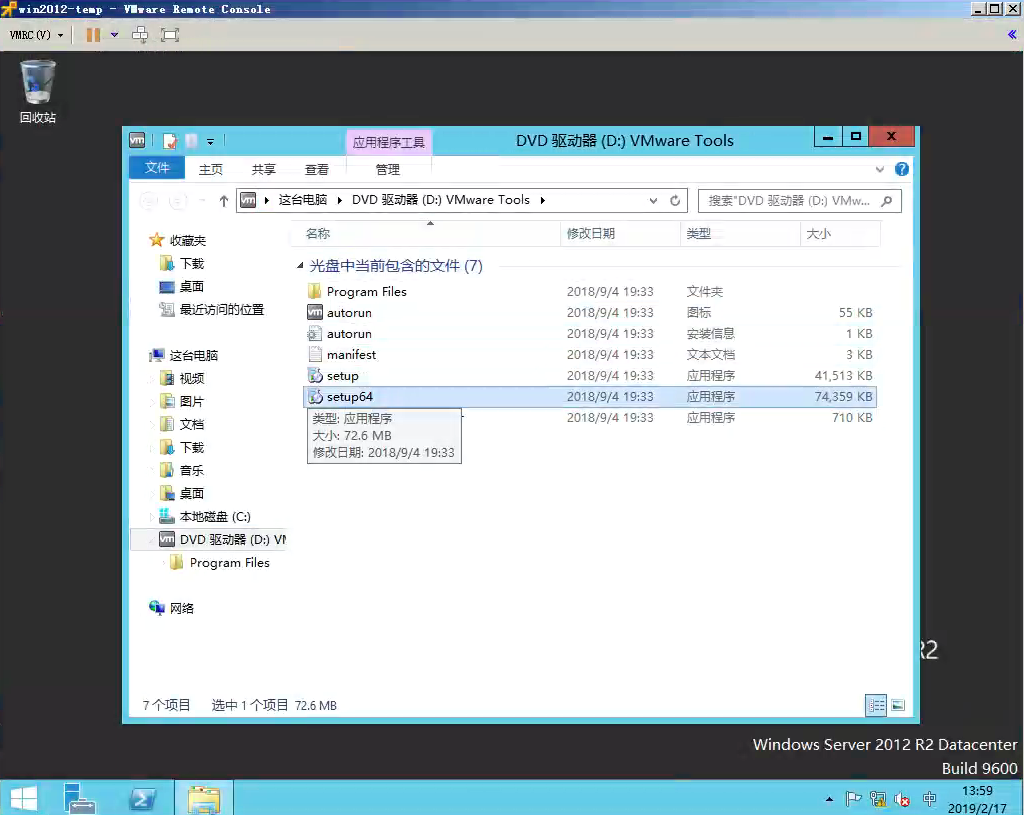 win2012-temp - VMware Remote Console
VMRC(V)
回收站
应用程序工具
DVD 驱动器 (D:) VMware Tools
文件
主页
共享
查看
管理
这台电脑
DVD 驱动器 (D:) VMware Tools
搜索"DVD 驱动器 (D:) VMw...
名称
修改日期
类型
大小
收藏夹
下载
桌面
最近访问的位置
这台电脑
视频
图片
文档
下载
音乐
桌面
本地磁盘 (C:)
DVD 驱动器 (D:) VM
Program Files
网络
光盘中当前包含的文件 (7)
Program Files 2018/9/4 19:33 文件夹
autorun 2018/9/4 19:33 图标 55 KB
autorun 2018/9/4 19:33 安装信息 1 KB
manifest 2018/9/4 19:33 文本文档 3 KB
setup 2018/9/4 19:33 应用程序 41,513 KB
setup64 2018/9/4 19:33 应用程序 74,359 KB
2018/9/4 19:33 应用程序 710 KB
类型: 应用程序
大小: 72.6 MB
修改日期: 2018/9/4 19:33
7 个项目 选中 1 个项目 72.6 MB
R2
Windows Server 2012 R2 Datacenter
Build 9600
中
13:59
2019/2/17